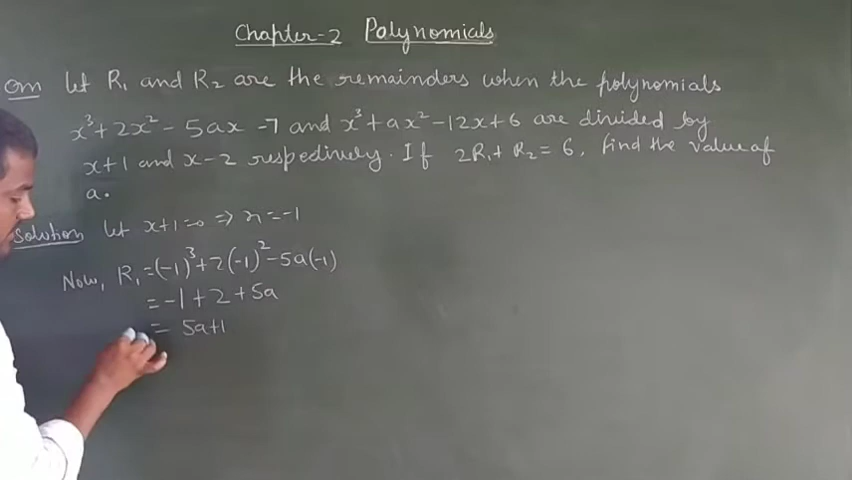 Chapter-2 Polynomials
Om Let R₁ and R₂ are the remainders when the polynomials
x³+2x²-5ax-7 and x³+ax²-12x+6 are divided by
x+1 and x-2 respectively. If 2R₁+R₂=6, find the value of
a.
Solution Let x+1=0 ⇒ x=-1
Now, R₁=(-1)³+2(-1)²-5a(-1)
=-1+2+5a
= 5a+1